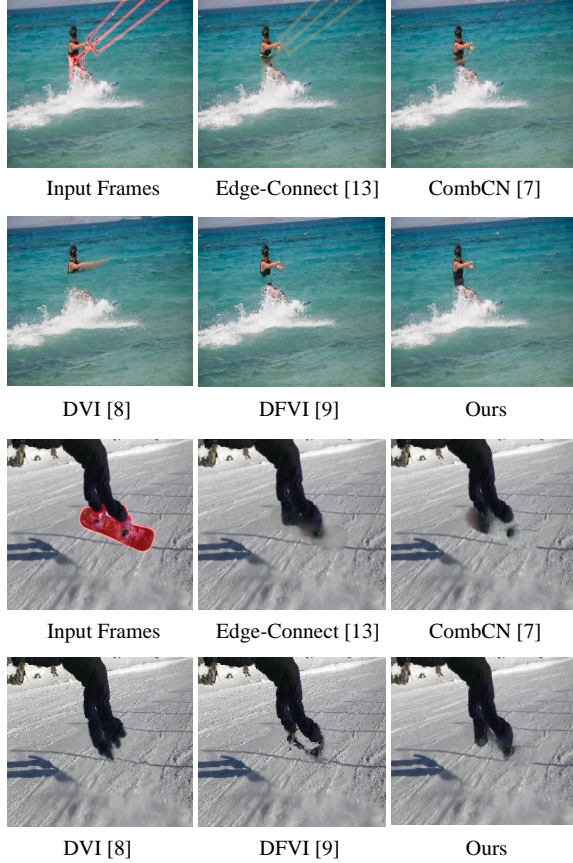 Input Frames Edge-Connect [13] CombCN [7]
DVI [8] DFVI [9] Ours
Input Frames Edge-Connect [13] CombCN [7]
DVI [8] DFVI [9] Ours